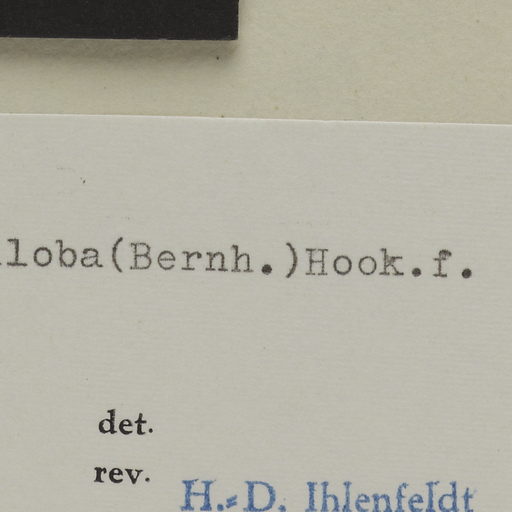 loba(Bernh.)Hook.f.
det.
rev.
H.-D. Ihlenfeldt